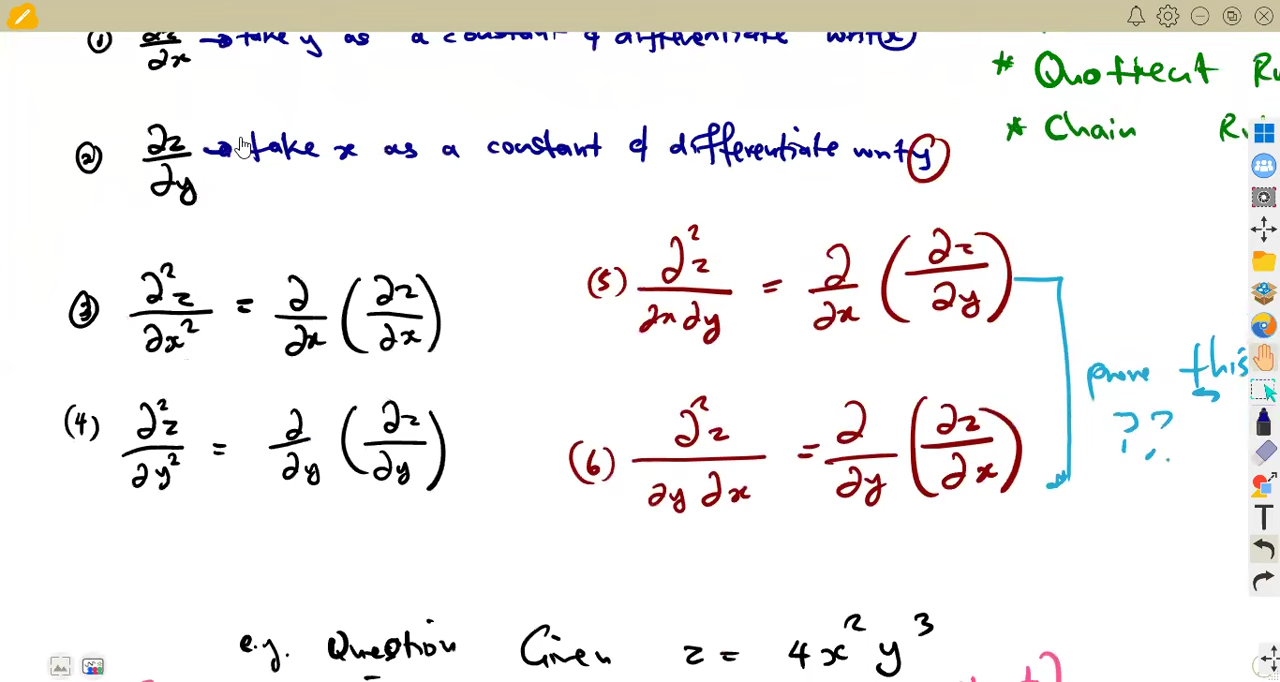 (1) ∂z/∂x → take y as a constant & differentiate wrt x
* Quotient Ru
* Chain Ru
(2) ∂z/∂y → take x as a constant & differentiate wrt y
(3) ∂²z/∂x² = ∂/∂x (∂z/∂x)
(5) ∂²z/∂x∂y = ∂/∂x (∂z/∂y)
prove this
??
(4) ∂²z/∂y² = ∂/∂y (∂z/∂y)
(6) ∂²z/∂y∂x = ∂/∂y (∂z/∂x)
e.g. Question Given z = 4x²y³